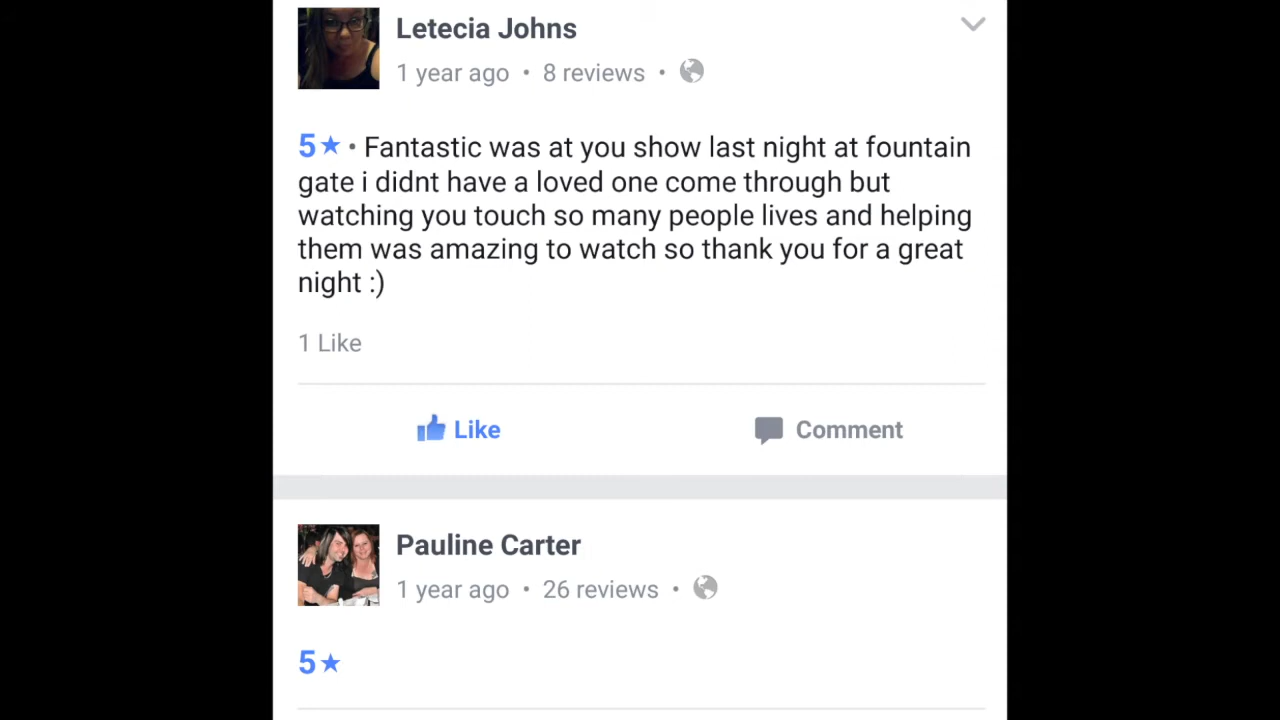 Letecia Johns
1 year ago • 8 reviews •
5★ • Fantastic was at you show last night at fountain
gate i didnt have a loved one come through but
watching you touch so many people lives and helping
them was amazing to watch so thank you for a great
night :)
1 Like
Like Comment
Pauline Carter
1 year ago • 26 reviews •
5★